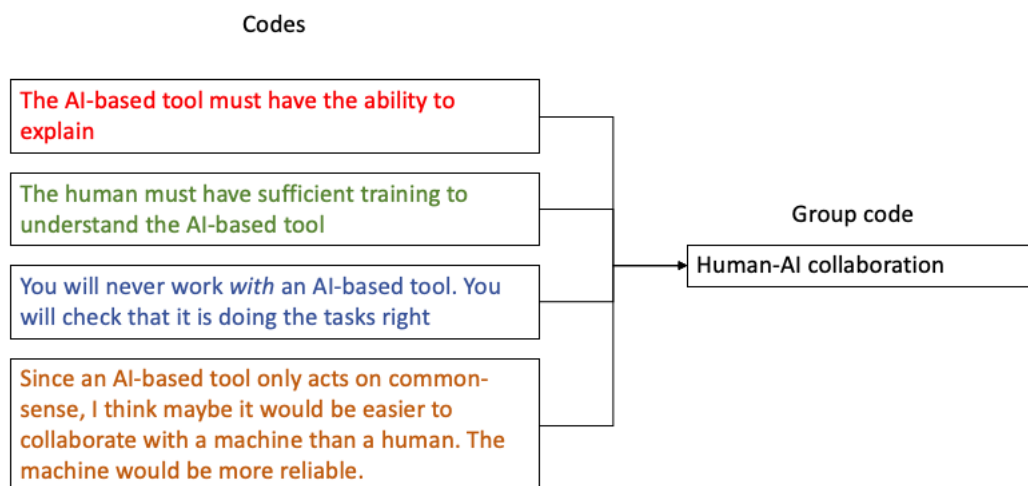 Codes
The AI-based tool must have the ability to
explain
The human must have sufficient training to
understand the AI-based tool
You will never work with an AI-based tool. You
will check that it is doing the tasks right
Since an AI-based tool only acts on common-
sense, I think maybe it would be easier to
collaborate with a machine than a human. The
machine would be more reliable.
Group code
Human-AI collaboration